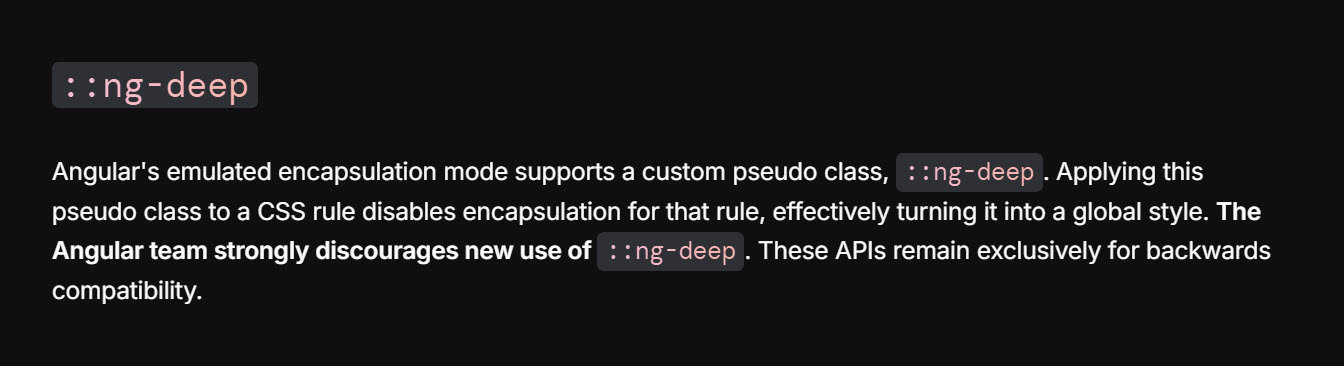 ::ng-deep
Angular's emulated encapsulation mode supports a custom pseudo class, ::ng-deep. Applying this
pseudo class to a CSS rule disables encapsulation for that rule, effectively turning it into a global style. The
Angular team strongly discourages new use of ::ng-deep. These APIs remain exclusively for backwards
compatibility.